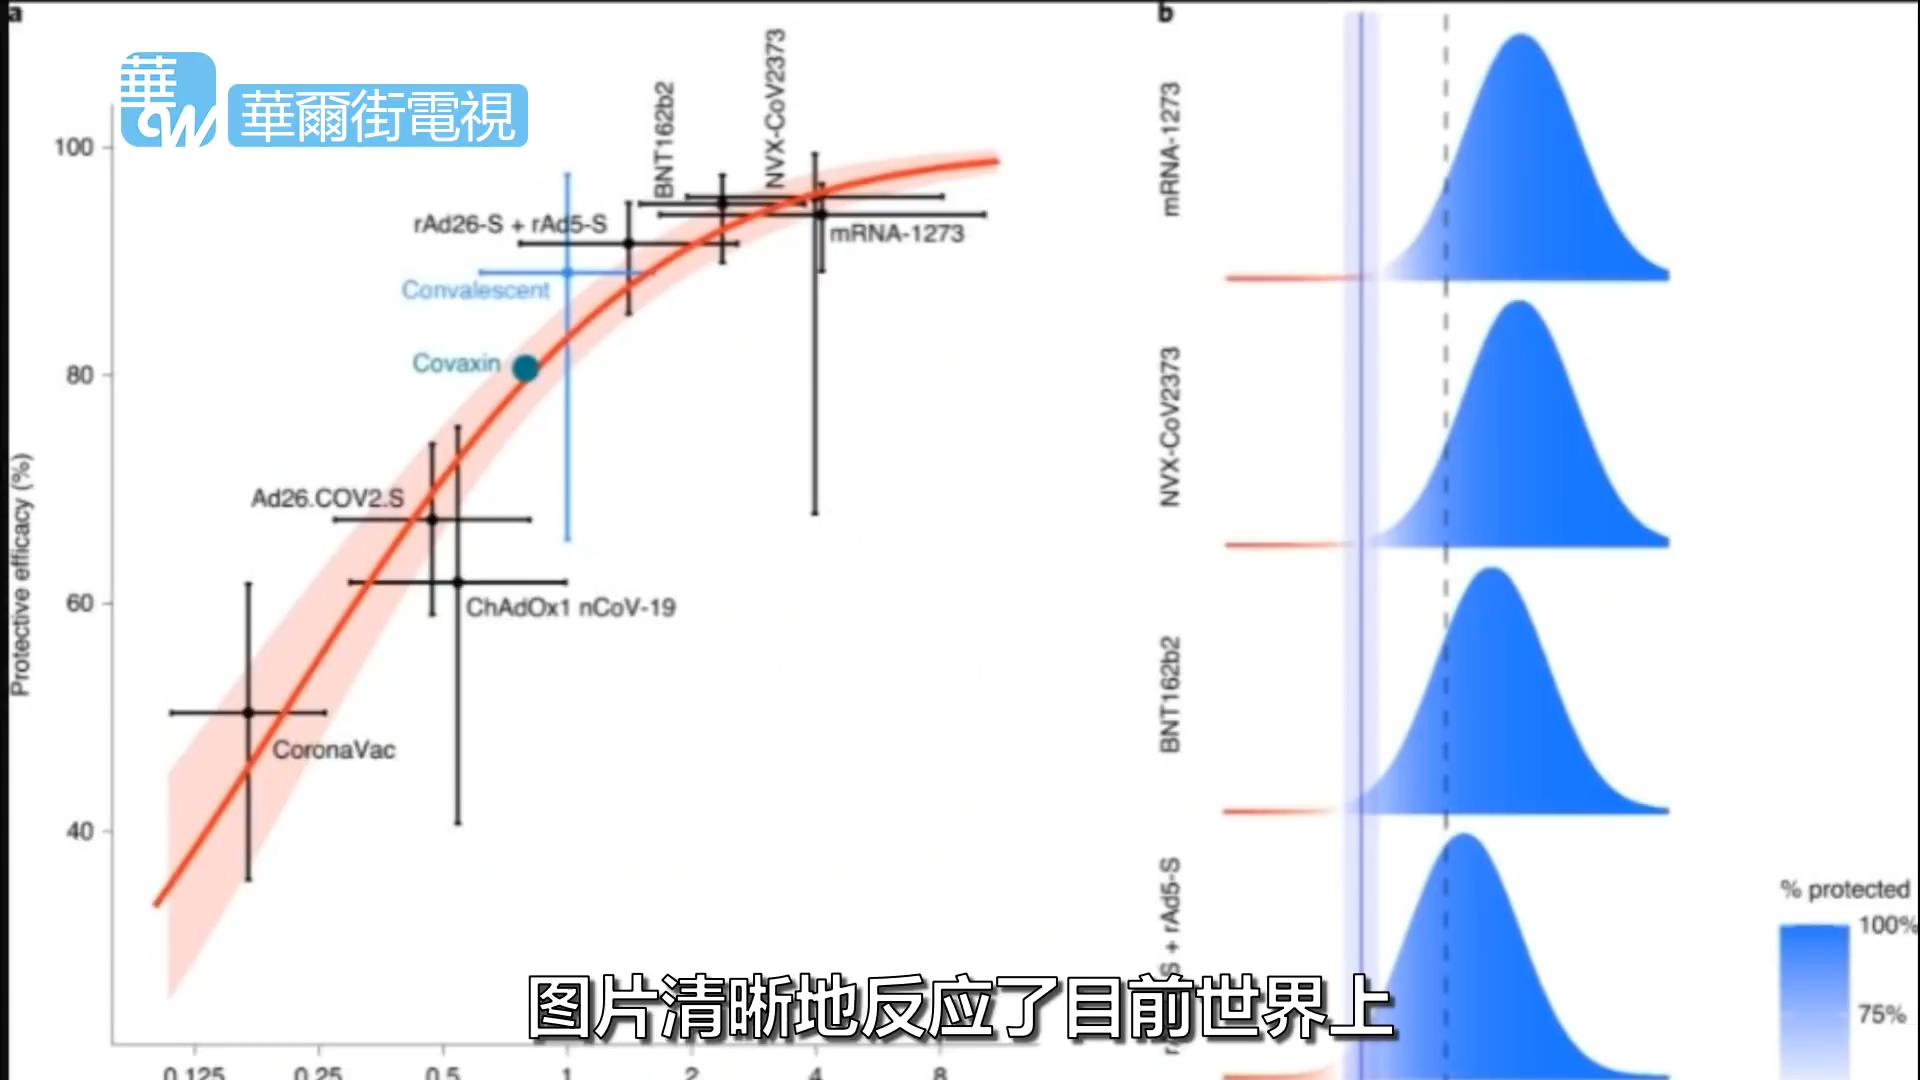 a
華
cw
華爾街電視
Protective efficacy (%)
100
80
60
40
BNT162b2
NVX-CoV2373
rAd26-S + rAd5-S
mRNA-1273
Convalescent
Covaxin
Ad26.COV2.S
ChAdOx1 nCoV-19
CoronaVac
0.125
0.25
0.5
1
2
4
8
b
mRNA-1273
NVX-CoV2373
BNT162b2
S + rAd5-S
% protected
100%
75%
图片清晰地反应了目前世界上